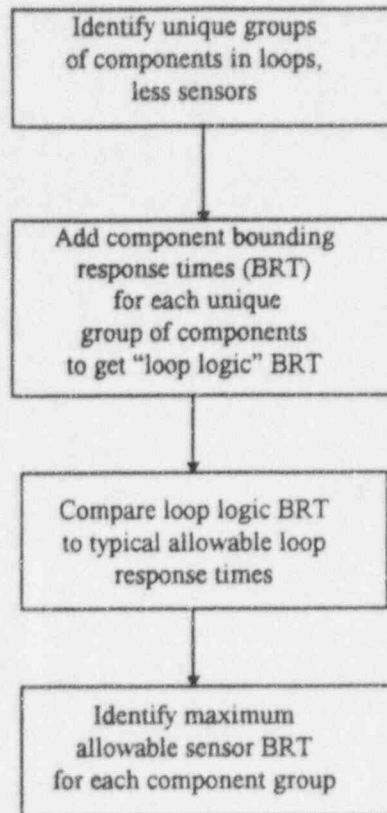 Identify unique groups
of components in loops,
less sensors
Add component bounding
response times (BRT)
for each unique
group of components
to get “loop logic” BRT
Compare loop logic BRT
to typical allowable loop
response times
Identify maximum
allowable sensor BRT
for each component group